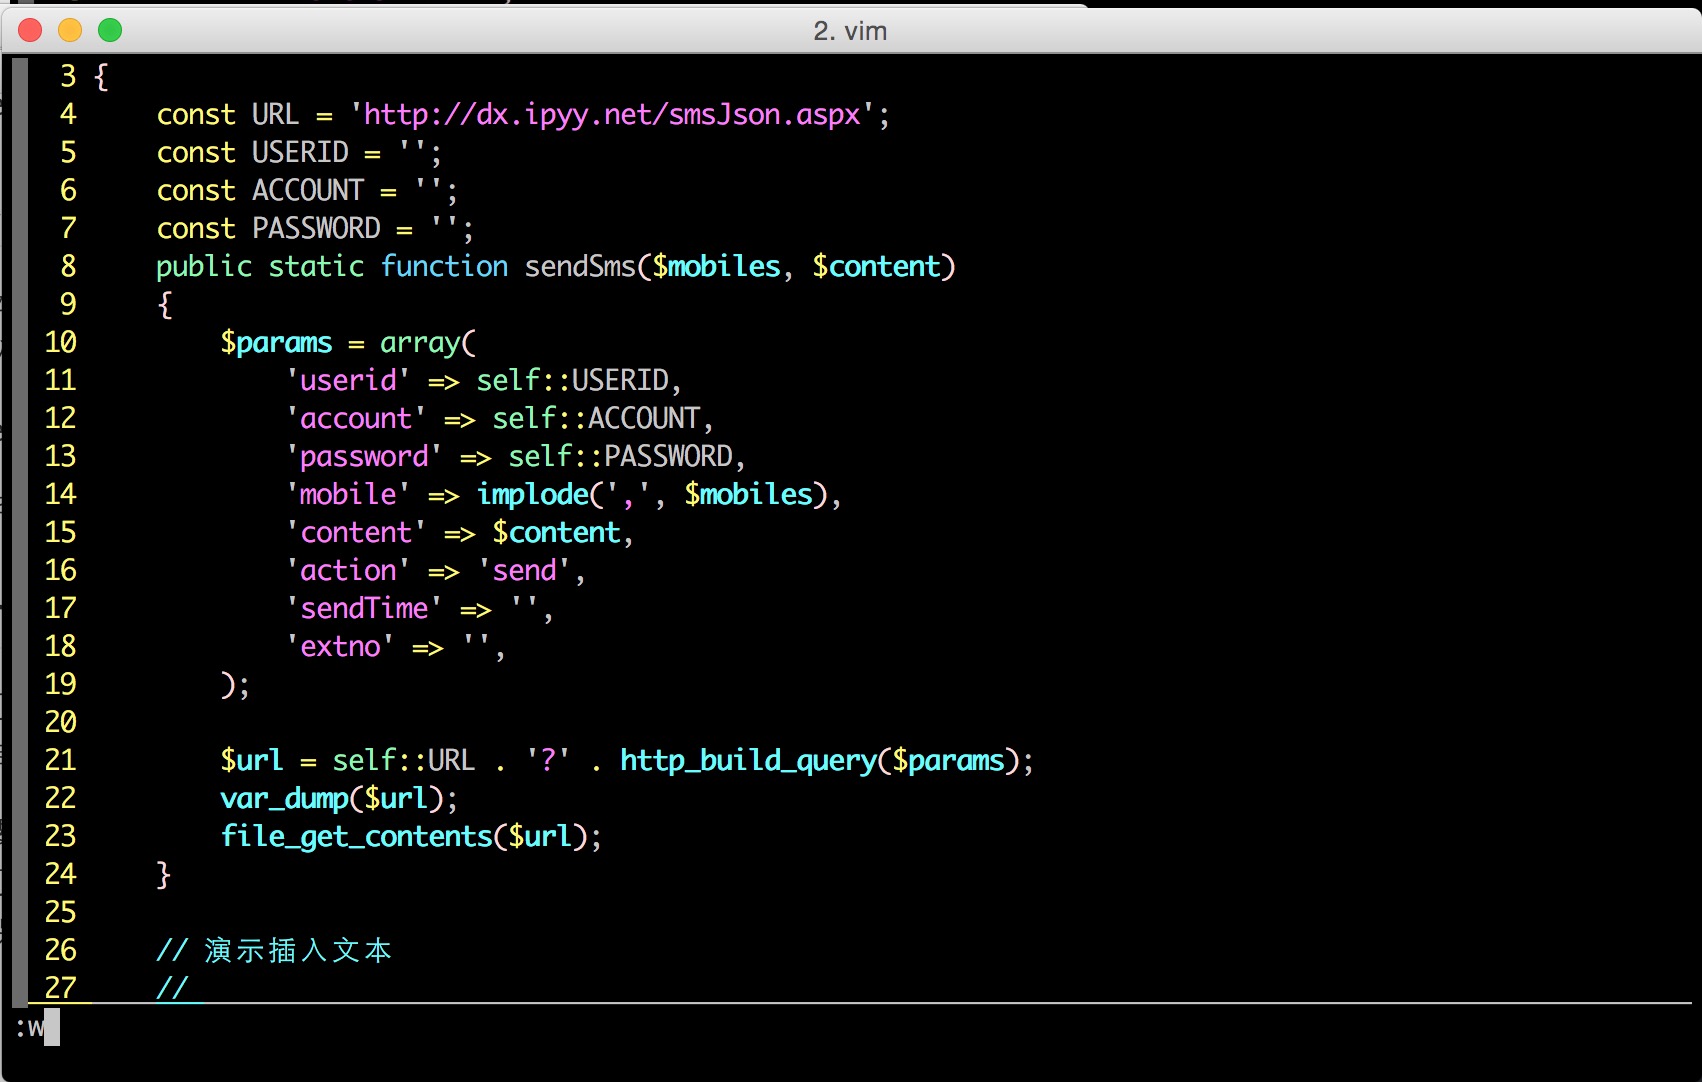 2. vim
3 {
4     const URL = 'http://dx.ipyy.net/smsJson.aspx';
5     const USERID = '';
6     const ACCOUNT = '';
7     const PASSWORD = '';
8     public static function sendSms($mobiles, $content)
9     {
10         $params = array(
11             'userid' => self::USERID,
12             'account' => self::ACCOUNT,
13             'password' => self::PASSWORD,
14             'mobile' => implode(',', $mobiles),
15             'content' => $content,
16             'action' => 'send',
17             'sendTime' => '',
18             'extno' => '',
19         );
20
21         $url = self::URL . '?' . http_build_query($params);
22         var_dump($url);
23         file_get_contents($url);
24     }
25
26     // 演示插入文本
27     //
:w